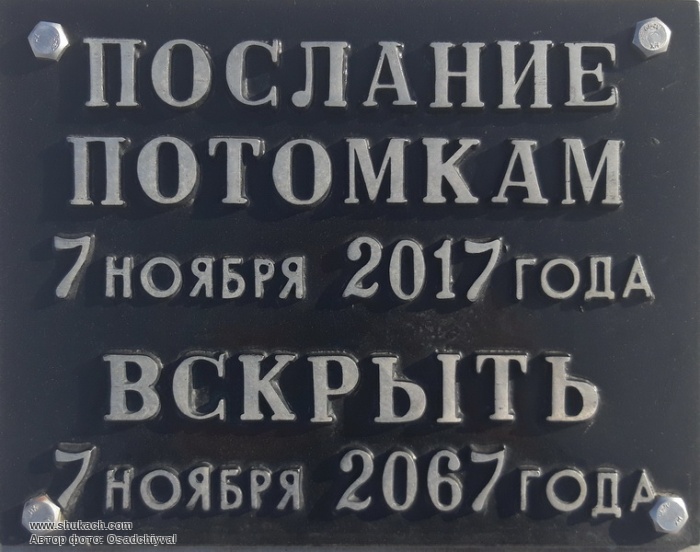 ПОСЛАНИЕ
ПОТОМКАМ
7 НОЯБРЯ 2017 ГОДА
ВСКРЫТЬ
7 НОЯБРЯ 2067 ГОДА
www.shukach.com
Автор фото: Osadchiyval